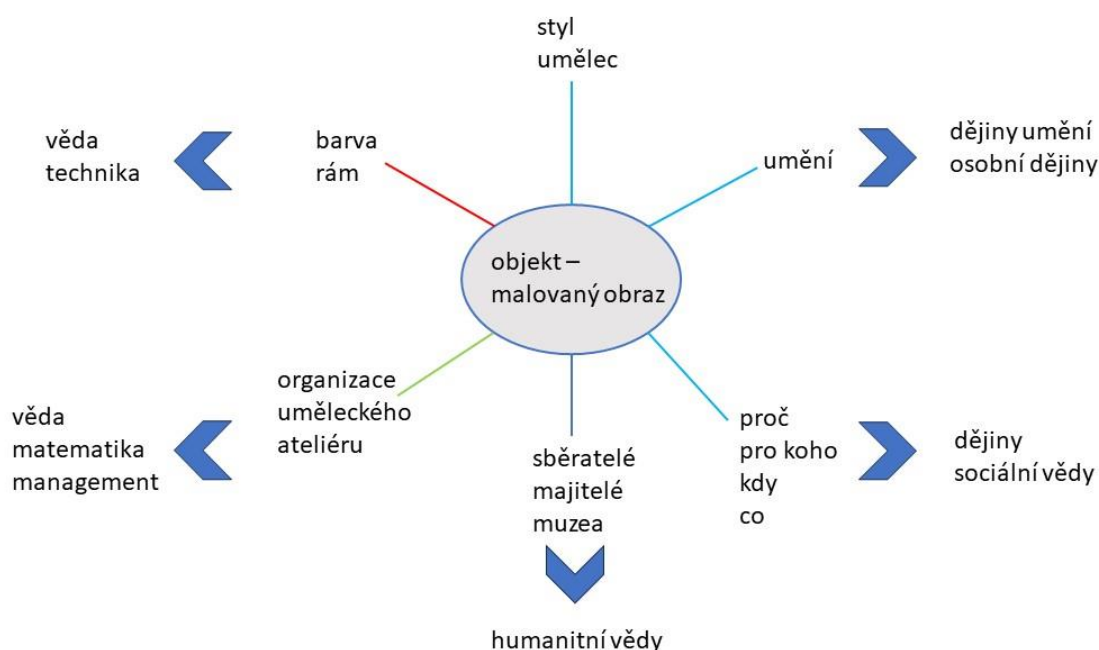 styl
umělec
věda
technika
barva
rám
umění
dějiny umění
osobní dějiny
objekt –
malovaný obraz
organizace
uměleckého
ateliéru
věda
matematika
management
sběratelé
majitelé
muzea
proč
pro koho
kdy
co
dějiny
sociální vědy
humanitní vědy